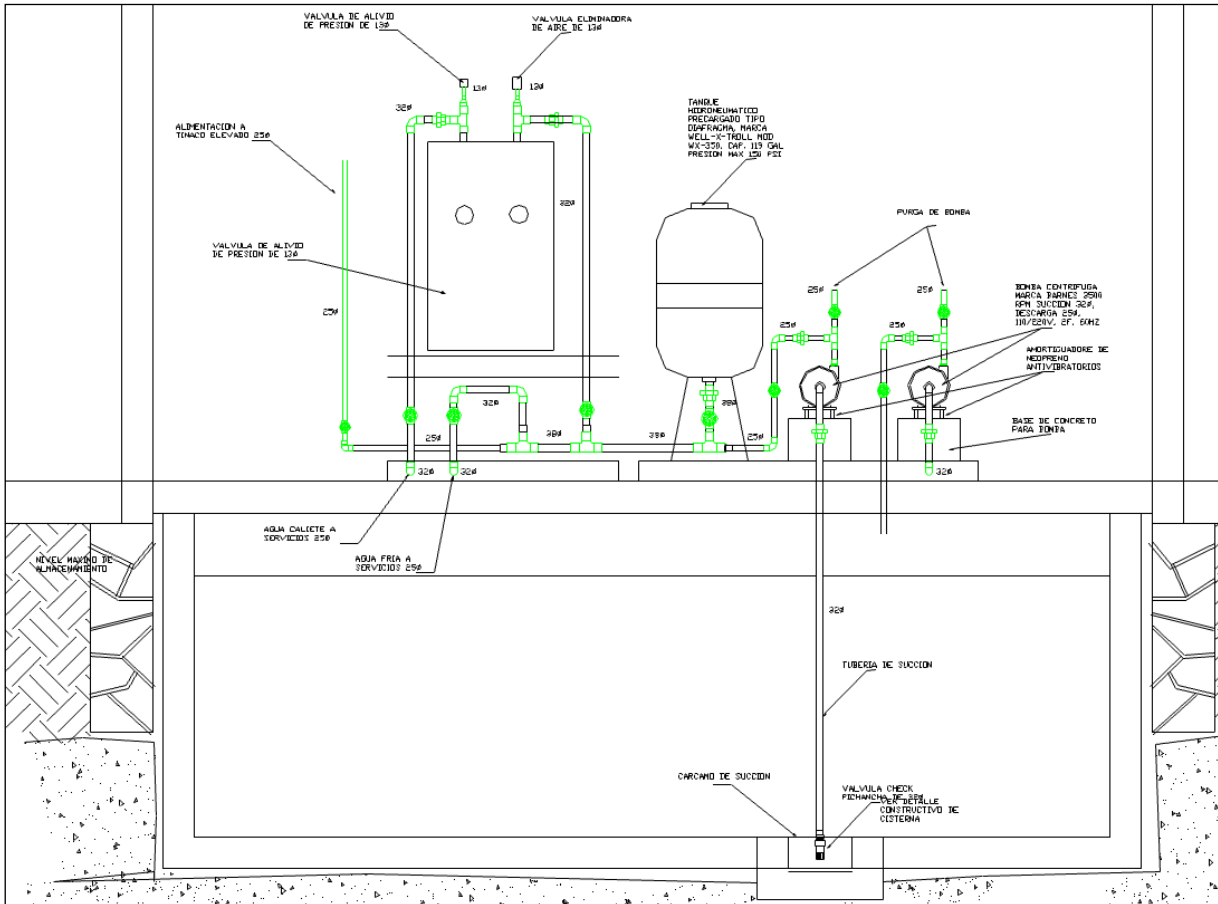 VALVULA DE ALIVIO
DE PRESION DE 13ø
VALVULA ELIMINADORA
DE AIRE DE 13ø
13ø
13ø
32ø
ALIMENTACION A
TINACO ELEVADO 25ø
TANQUE
HIDRONEUMATICO
PRECARGADO TIPO
DIAFRAGMA, MARCA
WELL-X-TROLL MOD
WX-350, CAP. 119 GAL
PRESION MAX 150 PSI
32ø
PURGA DE BOMBA
VALVULA DE ALIVIO
DE PRESION DE 13ø
25ø
25ø
25ø
BOMBA CENTRIFUGA
MARCA BARNES 3500
RPM SUCCION 32ø,
DESCARGA 25ø,
110/220V, 2F, 60HZ
25ø
25ø
AMORTIGUADORE DE
NEOPRENO
ANTIVIBRATORIOS
32ø
38ø
BASE DE CONCRETO
PARA BOMBA
25ø
38ø
38ø
25ø
32ø
32ø
32ø
AGUA CALIETE A
SERVICIOS 25ø
AGUA FRIA A
SERVICIOS 25ø
NIVEL MAXIMO DE
ALMACENAMIENTO
32ø
TUBERIA DE SUCCION
CARCAMO DE SUCCION
VALVULA CHECK
PICHANCHA DE
VER DETALLE
CONSTRUCTIVO DE
CISTERNA